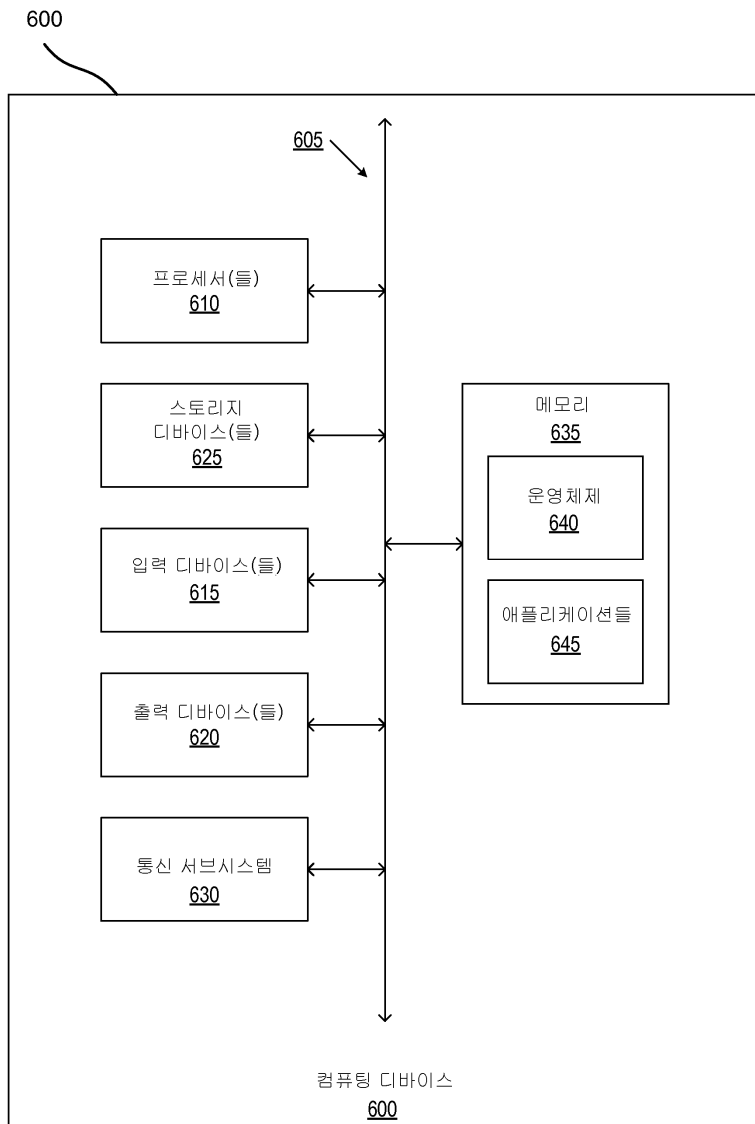 600
605
프로세서(들)
610
스토리지
디바이스(들)
625
메모리
635
운영체제
640
입력 디바이스(들)
615
애플리케이션들
645
출력 디바이스(들)
620
통신 서브시스템
630
컴퓨팅 디바이스
600